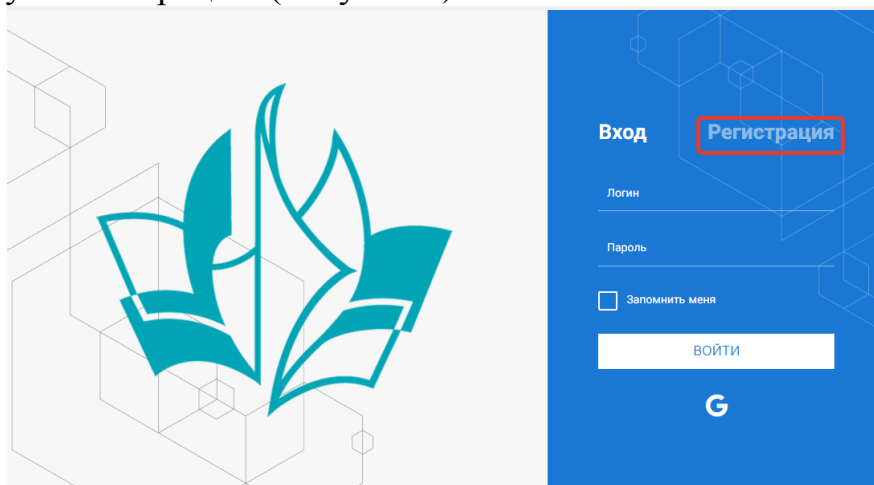 Вход Регистрация
Логин
Пароль
Запомнить меня
ВОЙТИ
G